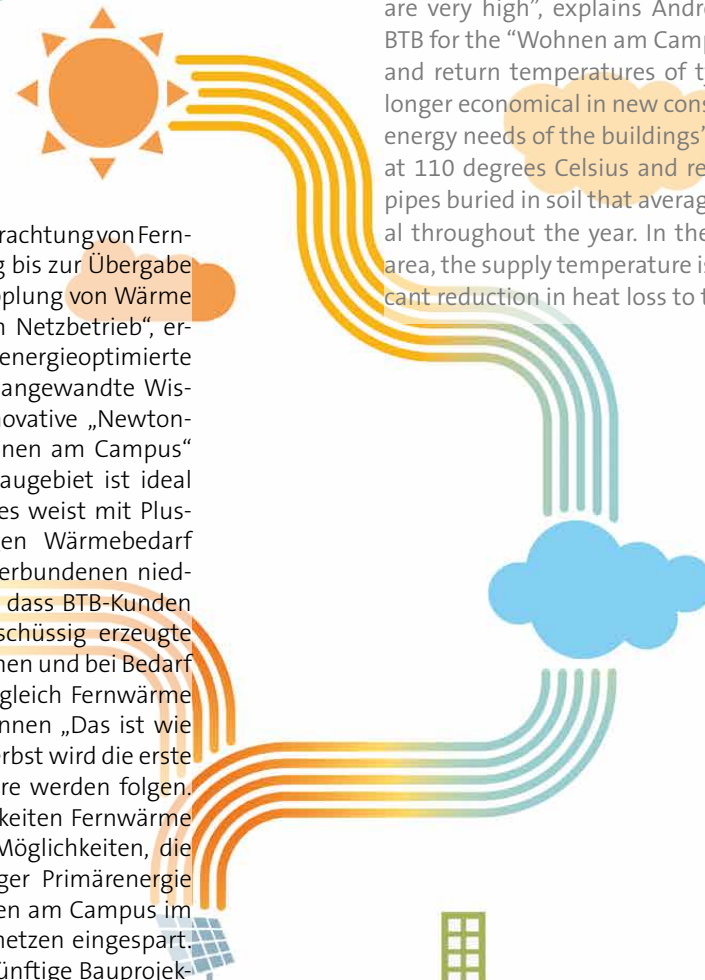 rachtung von Fern-
g bis zur Übergabe
pplung von Wärme
n Netzbetrieb“, er-
energieoptimierte
angewandte Wis-
novative „Newton-
nen am Campus“
augebiet ist ideal
es weist mit Plus-
en Wärmebedarf
erbundenen nied-
dass BTB-Kunden
schüssig erzeugte
nen und bei Bedarf
gleich Fernwärme
nnen „Das ist wie
erbst wird die erste
re werden folgen.
keiten Fernwärme
Möglichkeiten, die
ger Primärenergie
en am Campus im
netzen eingespart.
ünftige Bauprojek-
are very high”, explains Andre
BTB for the “Wohnen am Camp
and return temperatures of t
longer economical in new cons
energy needs of the buildings”
at 110 degrees Celsius and re
pipes buried in soil that averag
al throughout the year. In the
area, the supply temperature is
cant reduction in heat loss to t